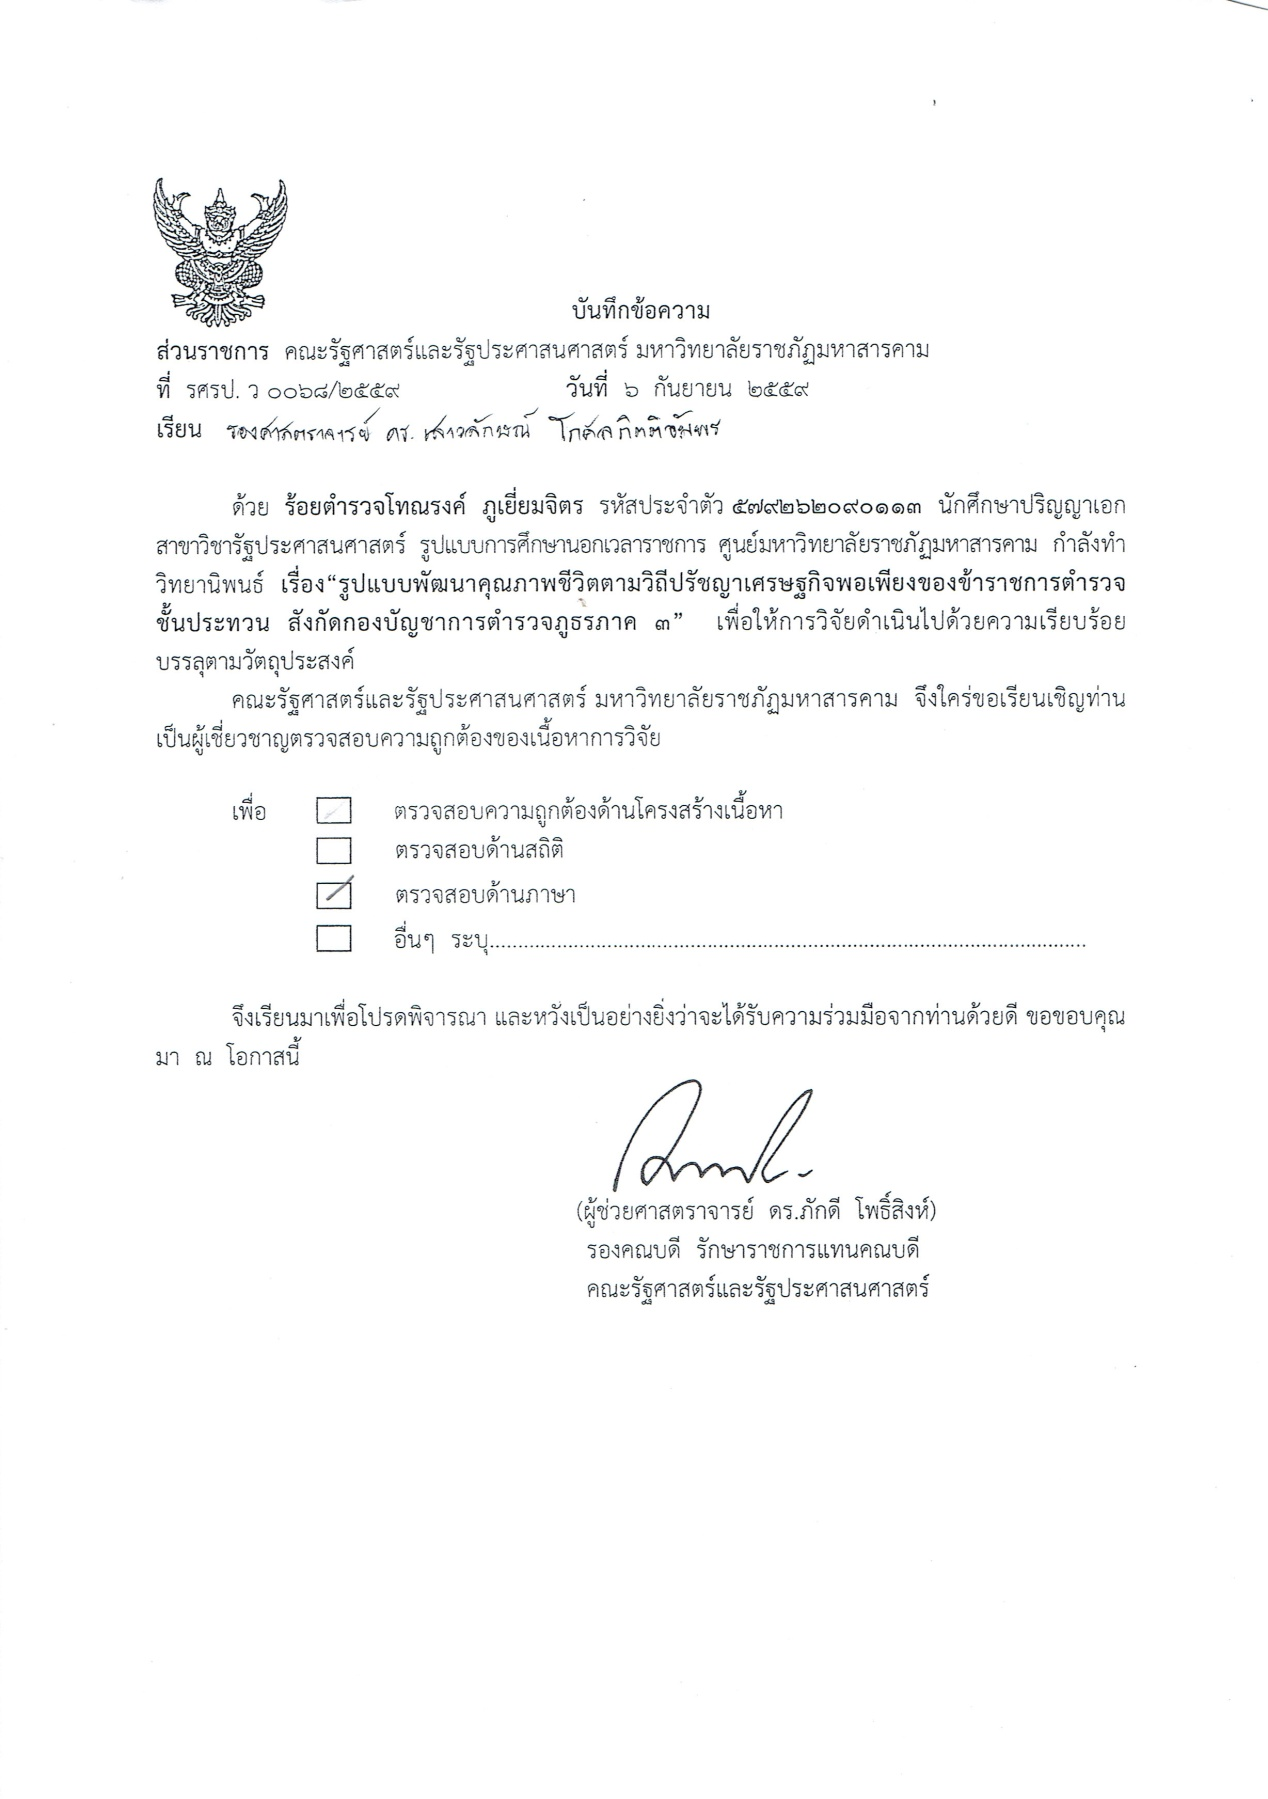 บันทึกข้อความ
ส่วนราชการ คณะรัฐศาสตร์และรัฐประศาสนศาสตร์ มหาวิทยาลัยราชภัฏมหาสารคาม
ที่ รศรป. ว ๐๐๖๘/๒๕๕๙ วันที่ ๖ กันยายน ๒๕๕๙
เรียน รองศาสตราจารย์ ดร. เสาวลักษณ์ โกศลกิตติอัมพร
ด้วย ร้อยตำรวจโทณรงค์ ภูเยี่ยมจิตร รหัสประจำตัว ๕๗๙๒๖๒๐๙๐๑๑๓ นักศึกษาปริญญาเอก
สาขาวิชารัฐประศาสนศาสตร์ รูปแบบการศึกษานอกเวลาราชการ ศูนย์มหาวิทยาลัยราชภัฏมหาสารคาม กำลังทำ
วิทยานิพนธ์ เรื่อง“รูปแบบพัฒนาคุณภาพชีวิตตามวิถีปรัชญาเศรษฐกิจพอเพียงของข้าราชการตำรวจ
ชั้นประทวน สังกัดกองบัญชาการตำรวจภูธรภาค ๓” เพื่อให้การวิจัยดำเนินไปด้วยความเรียบร้อย
บรรลุตามวัตถุประสงค์
คณะรัฐศาสตร์และรัฐประศาสนศาสตร์ มหาวิทยาลัยราชภัฏมหาสารคาม จึงใคร่ขอเรียนเชิญท่าน
เป็นผู้เชี่ยวชาญตรวจสอบความถูกต้องของเนื้อหาการวิจัย
เพื่อ ตรวจสอบความถูกต้องด้านโครงสร้างเนื้อหา
ตรวจสอบด้านสถิติ
ตรวจสอบด้านภาษา
อื่นๆ ระบุ..........................................................................................................
จึงเรียนมาเพื่อโปรดพิจารณา และหวังเป็นอย่างยิ่งว่าจะได้รับความร่วมมือจากท่านด้วยดี ขอขอบคุณ
มา ณ โอกาสนี้
(ผู้ช่วยศาสตราจารย์ ดร.ภักดี โพธิ์สิงห์)
รองคณบดี รักษาราชการแทนคณบดี
คณะรัฐศาสตร์และรัฐประศาสนศาสตร์